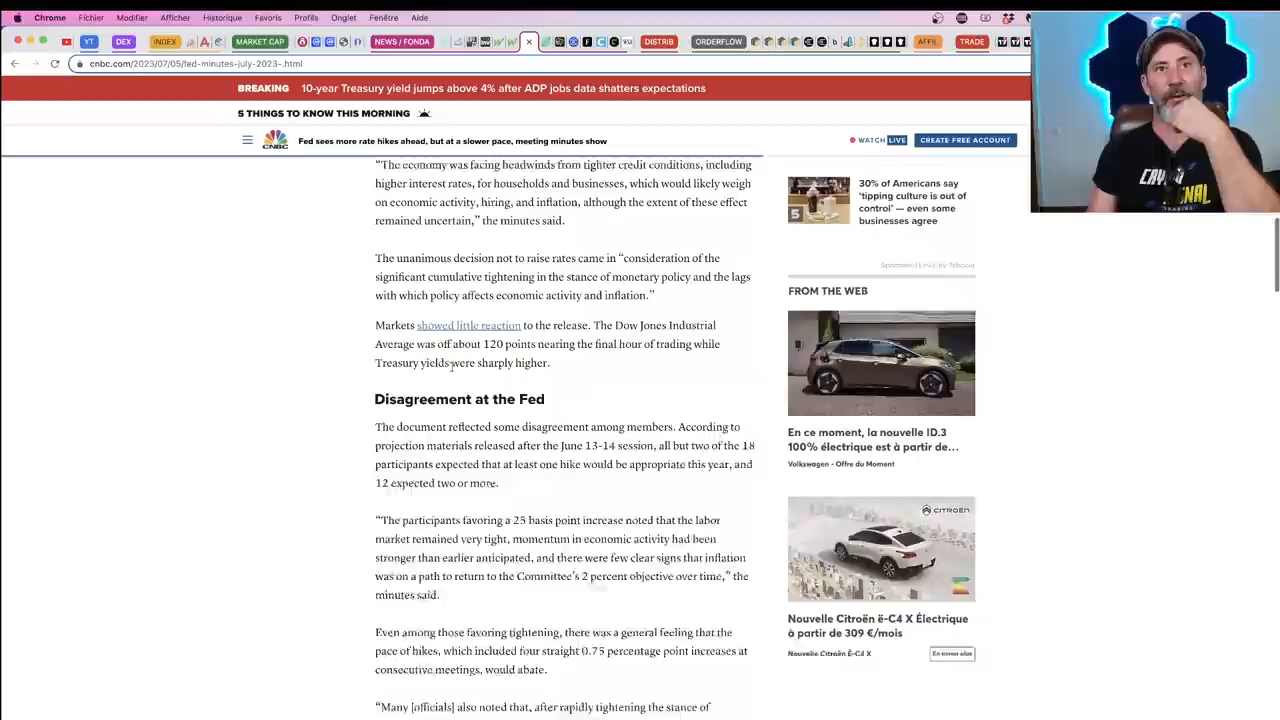 Chrome Fichier Modifier Afficher Historique Favoris Profils Onglet Fenêtre Aide
YT DEX INDEX MARKET CAP NEWS / FONDA DISTRIB ORDERFLOW AFFIL TRADE
cnbc.com/2023/07/05/fed-minutes-july-2023-.html
BREAKING 10-year Treasury yield jumps above 4% after ADP jobs data shatters expectations
5 THINGS TO KNOW THIS MORNING
CNBC Fed sees more rate hikes ahead, but at a slower pace, meeting minutes show WATCH LIVE CREATE FREE ACCOUNT
“The economy was facing headwinds from tighter credit conditions, including
higher interest rates, for households and businesses, which would likely weigh
on economic activity, hiring, and inflation, although the extent of these effect
remained uncertain,” the minutes said.
The unanimous decision not to raise rates came in “consideration of the
significant cumulative tightening in the stance of monetary policy and the lags
with which policy affects economic activity and inflation.”
Markets showed little reaction to the release. The Dow Jones Industrial
Average was off about 120 points nearing the final hour of trading while
Treasury yields were sharply higher.
Disagreement at the Fed
The document reflected some disagreement among members. According to
projection materials released after the June 13-14 session, all but two of the 18
participants expected that at least one hike would be appropriate this year, and
12 expected two or more.
“The participants favoring a 25 basis point increase noted that the labor
market remained very tight, momentum in economic activity had been
stronger than earlier anticipated, and there were few clear signs that inflation
was on a path to return to the Committee’s 2 percent objective over time,” the
minutes said.
Even among those favoring tightening, there was a general feeling that the
pace of hikes, which included four straight 0.75 percentage point increases at
consecutive meetings, would abate.
“Many [officials] also noted that, after rapidly tightening the stance of
5
30% of Americans say
‘tipping culture is out of
control’ — even some
businesses agree
Sponsored Links by Taboola
FROM THE WEB
En ce moment, la nouvelle ID.3
100% électrique est à partir de…
Volkswagen - Offre du Moment
CITROËN
Nouvelle Citroën ë-C4 X Électrique
à partir de 309 €/mois
Nouvelle Citroën Ë-C4 X En savoir plus